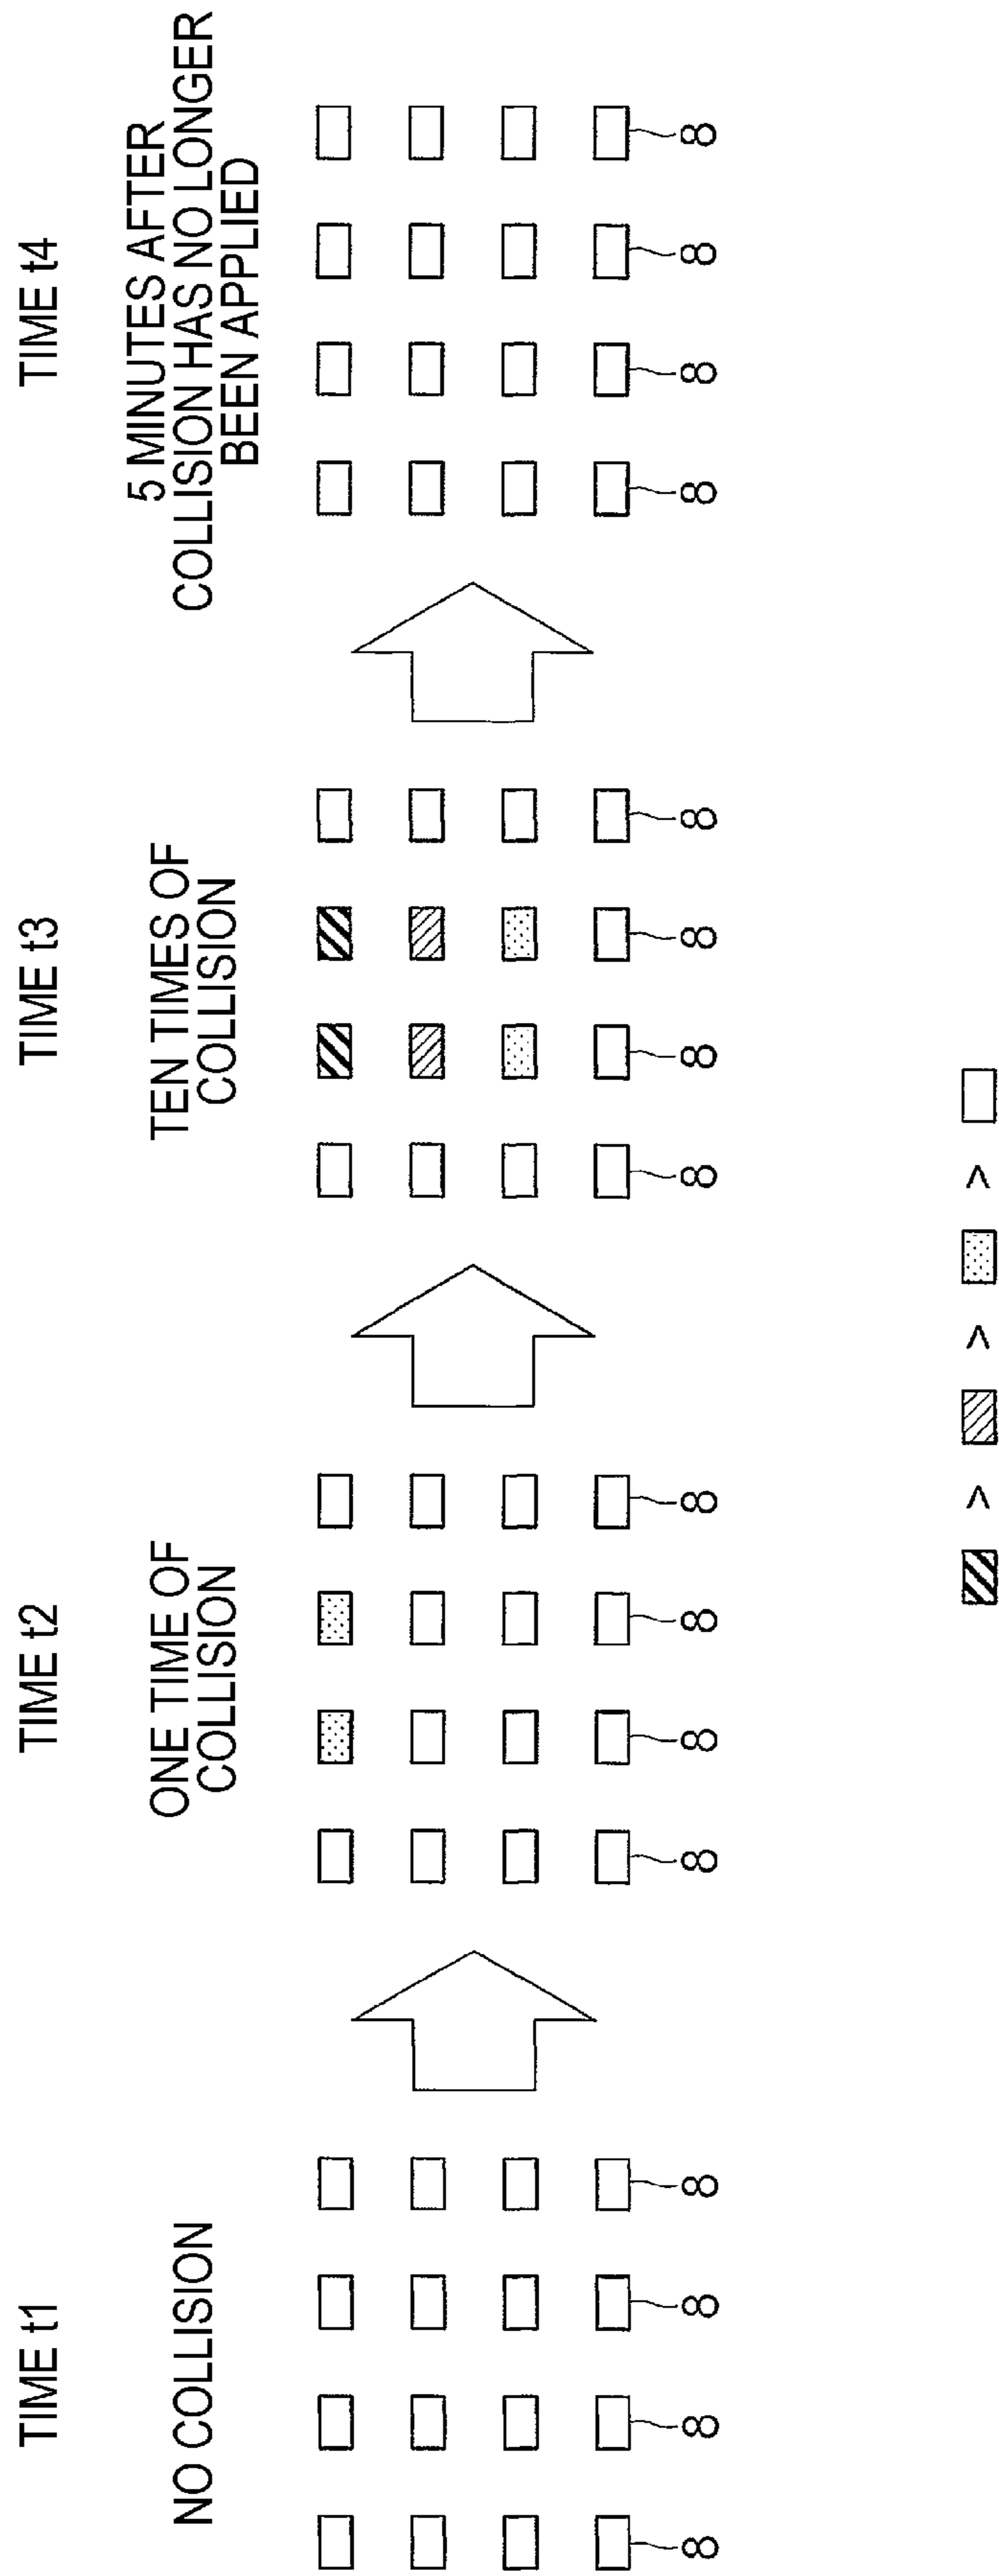 TIME t1
NO COLLISION
8 8 8 8
TIME t2
ONE TIME OF
COLLISION
8 8 8 8
TIME t3
TEN TIMES OF
COLLISION
8 8 8 8
TIME t4
5 MINUTES AFTER
COLLISION HAS NO LONGER
BEEN APPLIED
8 8 8 8
> > >